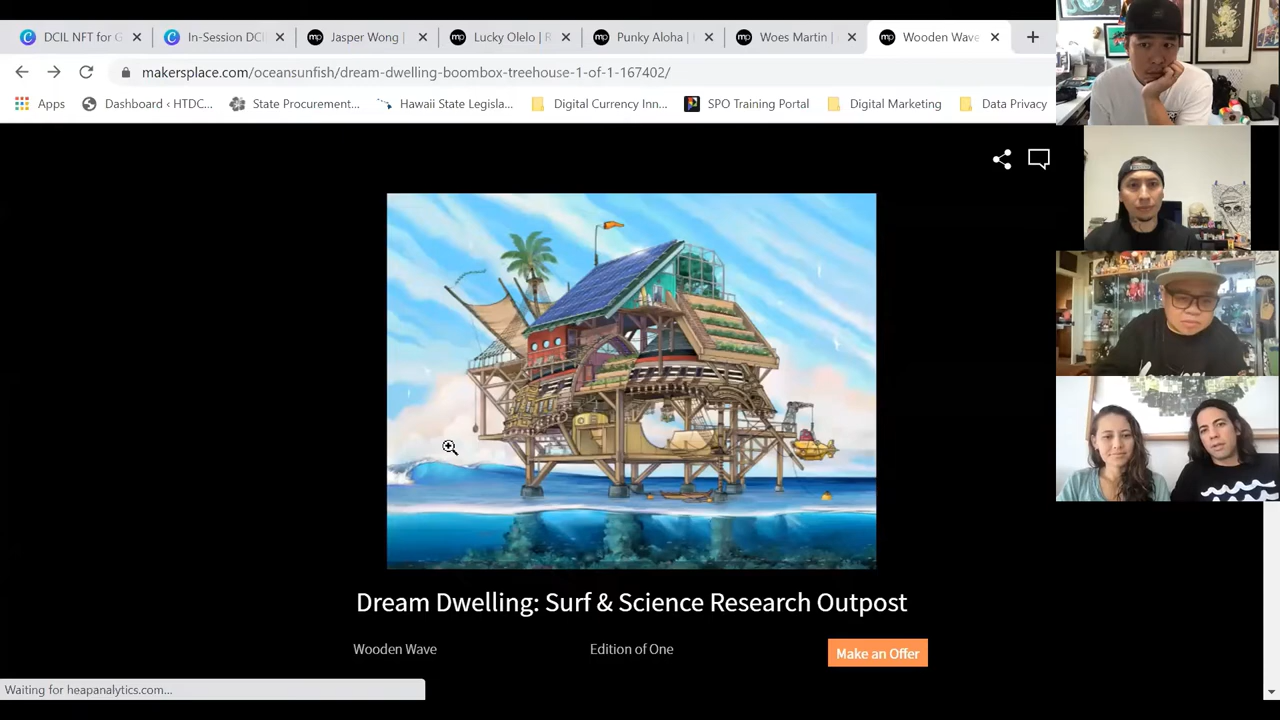 DCIL NFT for G
In-Session DCI
Jasper Wong
Lucky Olelo | R
Punky Aloha |
Woes Martin |
Wooden Wave
makersplace.com/oceansunfish/dream-dwelling-boombox-treehouse-1-of-1-167402/
Apps
Dashboard ‹ HTDC...
State Procurement...
Hawaii State Legisla...
Digital Currency Inn...
SPO Training Portal
Digital Marketing
Data Privacy
Dream Dwelling: Surf & Science Research Outpost
Wooden Wave
Edition of One
Make an Offer
Waiting for heapanalytics.com...